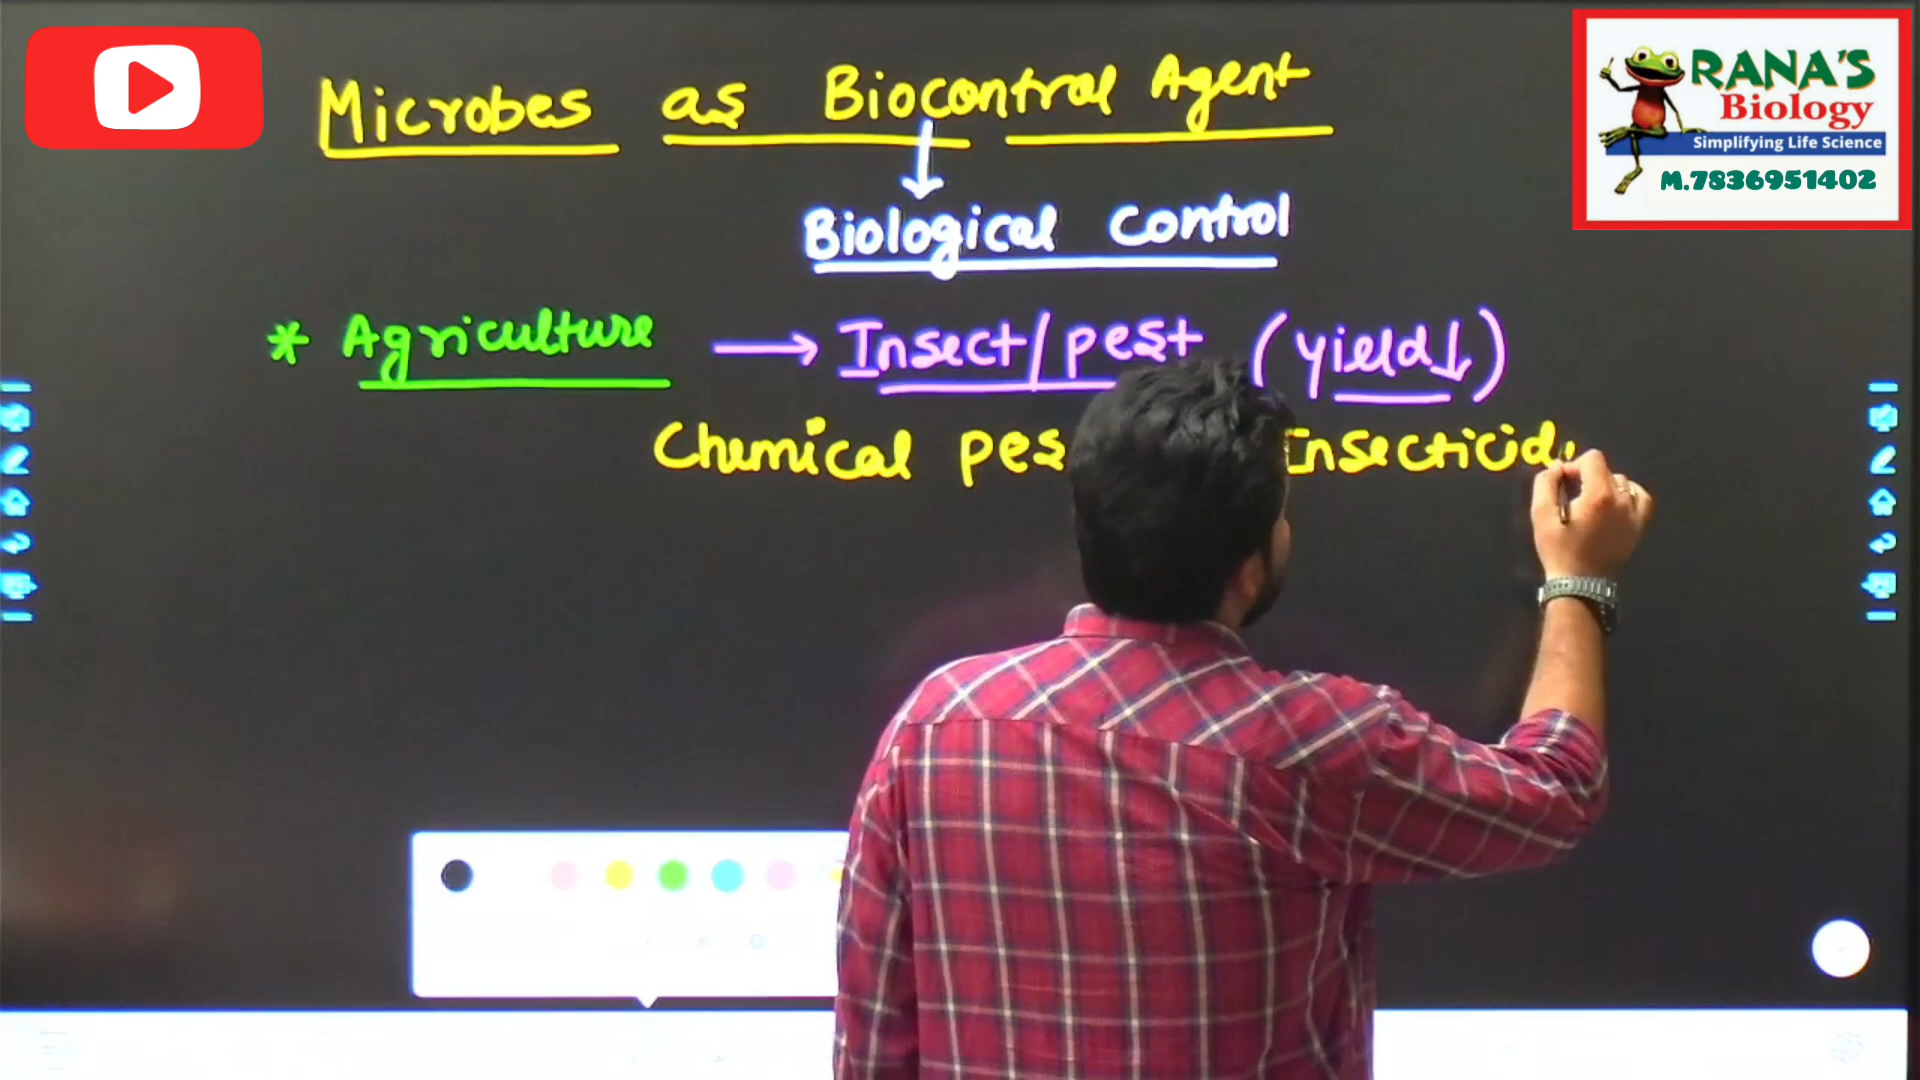 Microbes as Biocontrol Agent
Biological Control
* Agriculture → Insect/pest (yield↓)
Chemical pes Insecticid
RANA'S
Biology
Simplifying Life Science
M.7836951402